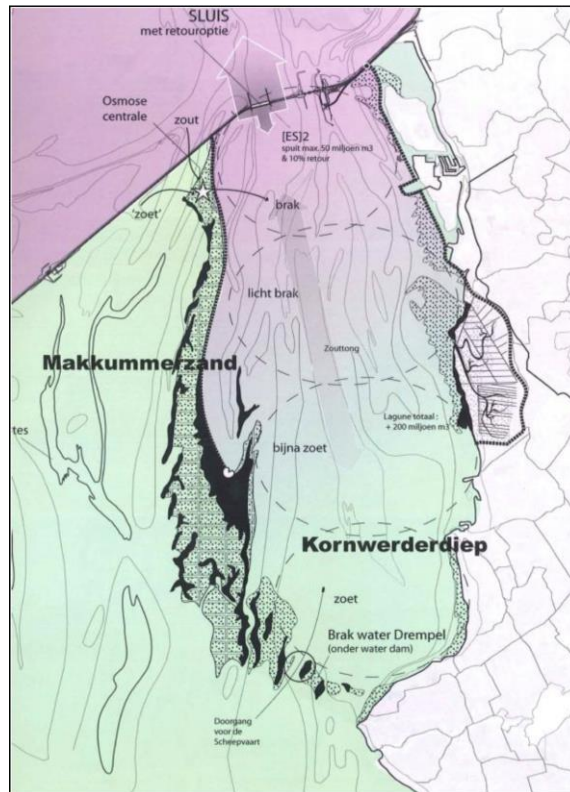 SLUIS
met retouroptie
Osmose
centrale
zout
[ES]2
spuit max. 50 miljoen m3
& 10% retour
'zoet'
brak
licht brak
Zouttong
Makkummerzand
Lagune totaal :
+ 200 miljoen m3
tes
bijna zoet
Kornwerderdiep
zoet
Brak water Drempel
(onder water dam)
Doorgang
voor de
Scheepvaart